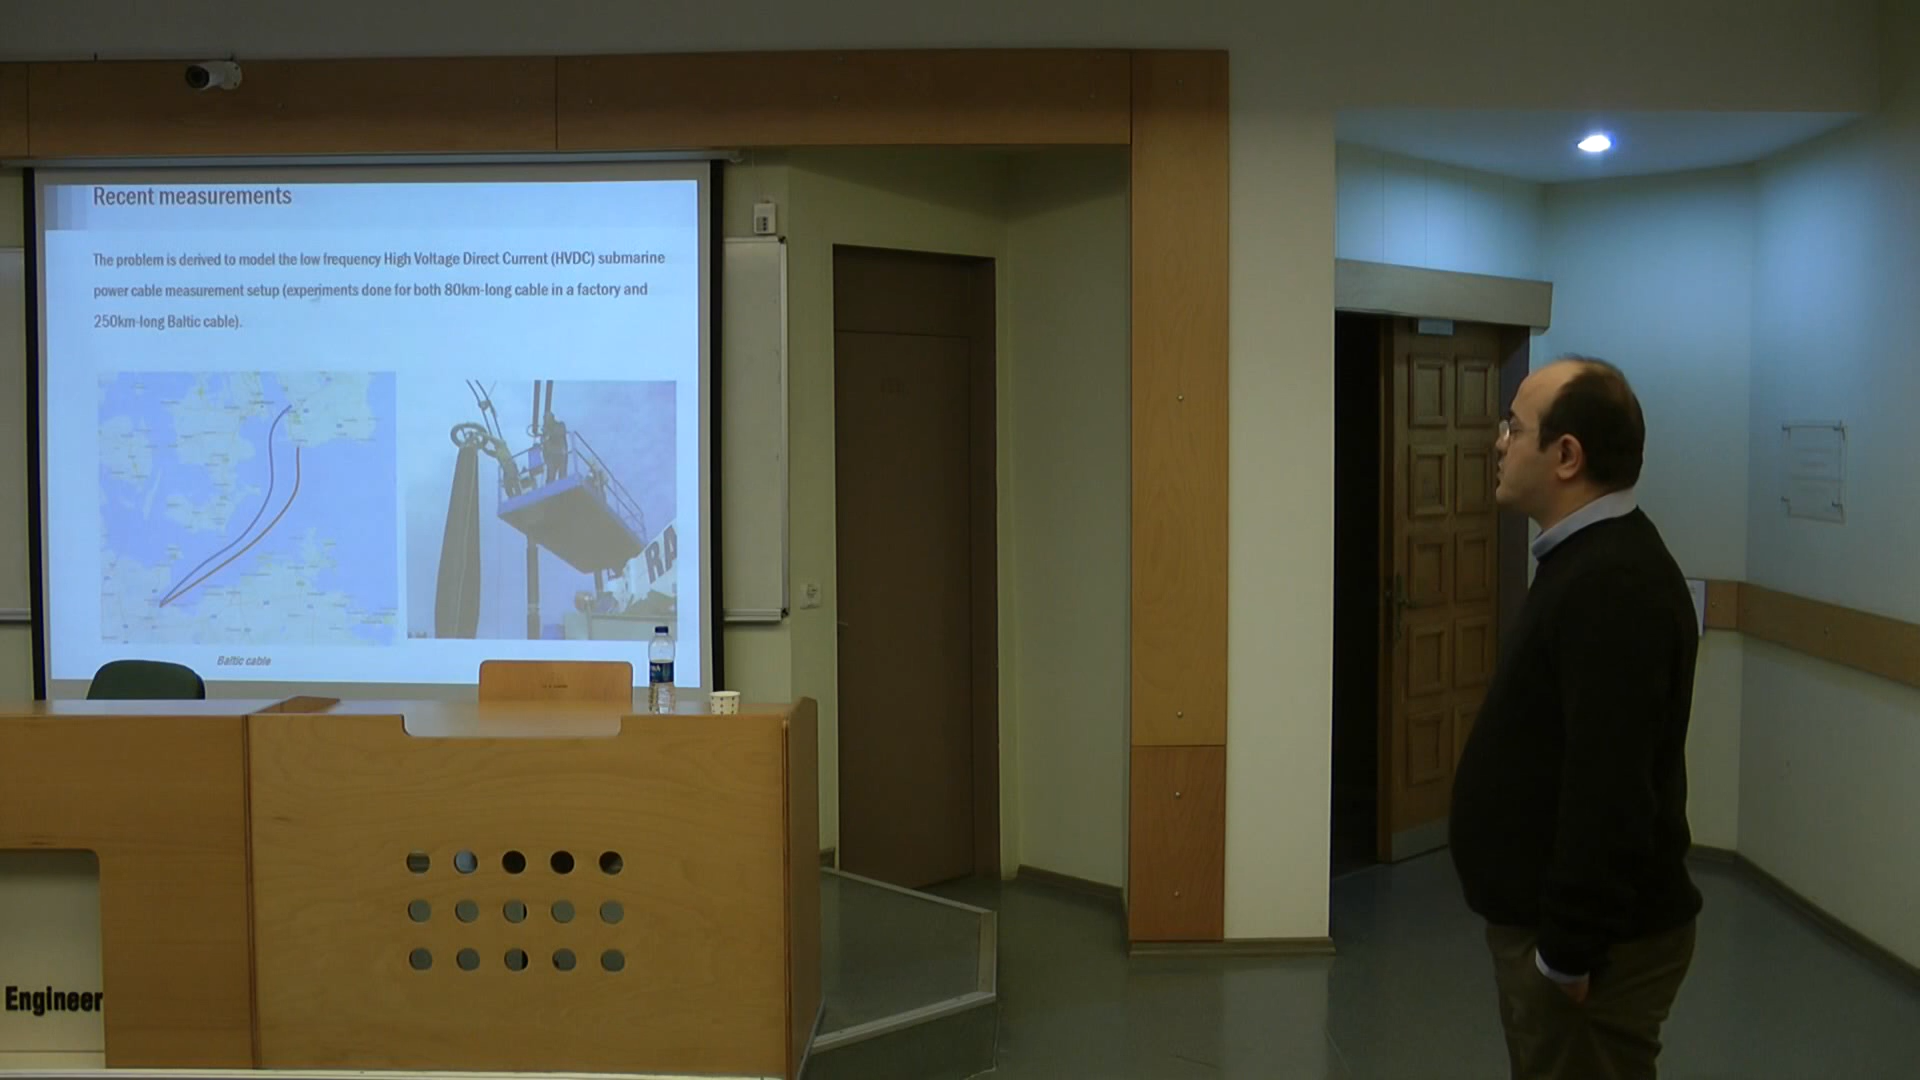 Recent measurements
The problem is derived to model the low frequency High Voltage Direct Current (HVDC) submarine
power cable measurement setup (experiments done for both 80km-long cable in a factory and
250km-long Baltic cable).
RA
Baltic cable
Engineer